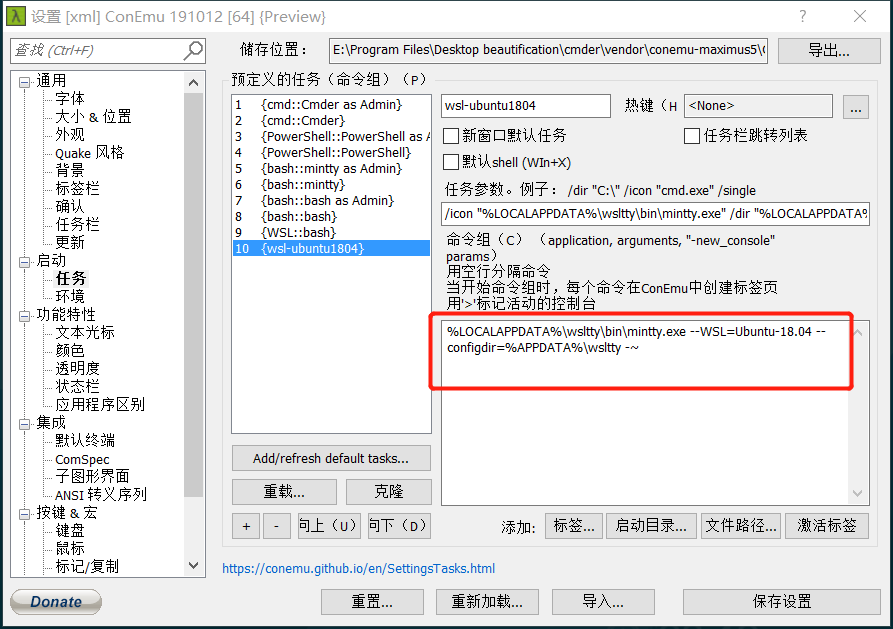 设置 [xml] ConEmu 191012 [64] {Preview}
查找 (Ctrl+F)
储存位置：
E:\Program Files\Desktop beautification\cmder\vendor\conemu-maximus5\
导出...
通用
字体
大小 & 位置
外观
Quake 风格
背景
标签栏
确认
任务栏
更新
启动
任务
环境
功能特性
文本光标
颜色
透明度
状态栏
应用程序区别
集成
默认终端
ComSpec
子图形界面
ANSI 转义序列
按键 & 宏
键盘
鼠标
标记/复制
预定义的任务（命令组）（P）
1 {cmd::Cmder as Admin}
2 {cmd::Cmder}
3 {PowerShell::PowerShell as A
4 {PowerShell::PowerShell}
5 {bash::mintty as Admin}
6 {bash::mintty}
7 {bash::bash as Admin}
8 {bash::bash}
9 {WSL::bash}
10 {wsl-ubuntu1804}
wsl-ubuntu1804
热键（H
<None>
...
新窗口默认任务
任务栏跳转列表
默认shell (WIn+X)
任务参数。例子： /dir "C:\" /icon "cmd.exe" /single
/icon "%LOCALAPPDATA%\wsltty\bin\mintty.exe" /dir "%LOCALAPPDATA%
命令组（C）（application, arguments, "-new_console"
params）
用空行分隔命令
当开始命令组时，每个命令在ConEmu中创建标签页
用'>'标记活动的控制台
%LOCALAPPDATA%\wsltty\bin\mintty.exe --WSL=Ubuntu-18.04 --
configdir=%APPDATA%\wsltty -~
Add/refresh default tasks...
重载...
克隆
+
-
向上（U）
向下（D）
添加:
标签...
启动目录...
文件路径...
激活标签
https://conemu.github.io/en/SettingsTasks.html
Donate
重置...
重新加载...
导入...
保存设置